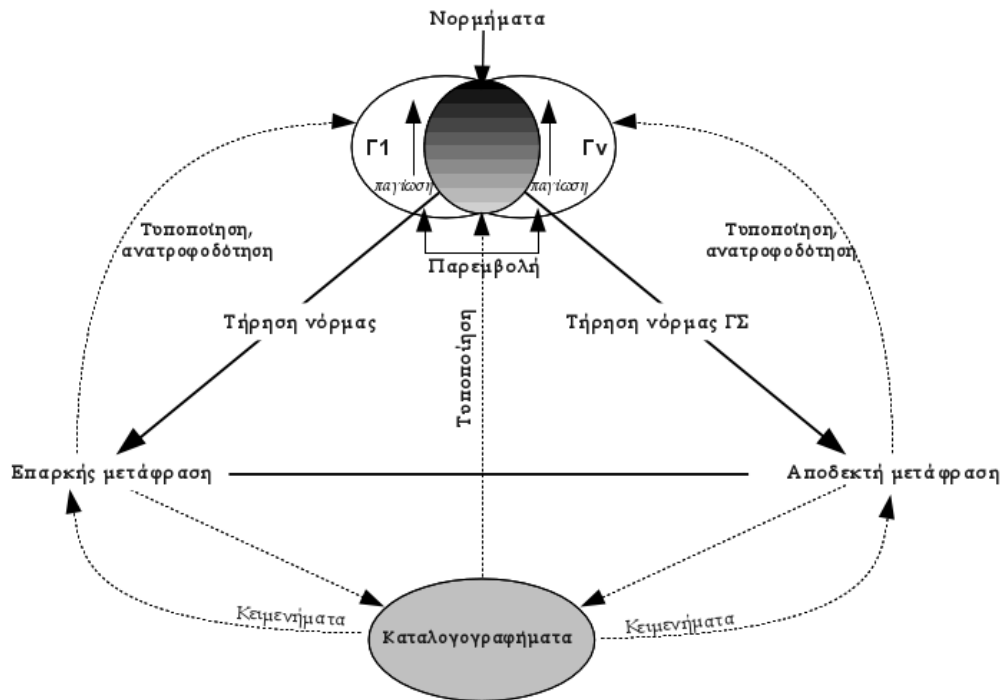 Νορμήματα
Γ1
Γν
παγίωση
παγίωση
Τυποποίηση,
ανατροφοδότηση
Τυποποίηση,
ανατροφοδότηση
Παρεμβολή
Τήρηση νόρμας
Τήρηση νόρμας ΓΣ
Τυποποίηση
Επαρκής μετάφραση
Αποδεκτή μετάφραση
Κειμενήματα
Κειμενήματα
Καταλογογραφήματα